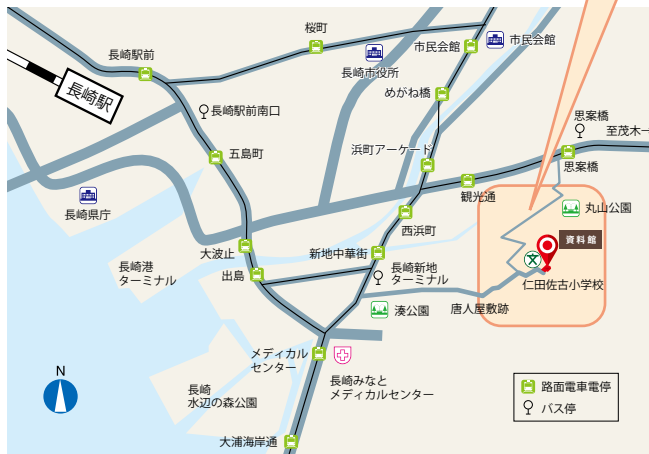 桜町
市民会館
市民会館
長崎駅前
長崎市役所
長崎駅
めがね橋
長崎駅前南口
思案橋
至茂木
浜町アーケード
五島町
思案橋
観光通
長崎県庁
丸山公園
西浜町
資料館
大波止
新地中華街
長崎港
ターミナル
出島
長崎新地
ターミナル
文
仁田佐古小学校
唐人屋敷跡
湊公園
メディカル
センター
N
長崎みなと
メディカルセンター
長崎
水辺の森公園
路面電車電停
バス停
大浦海岸通